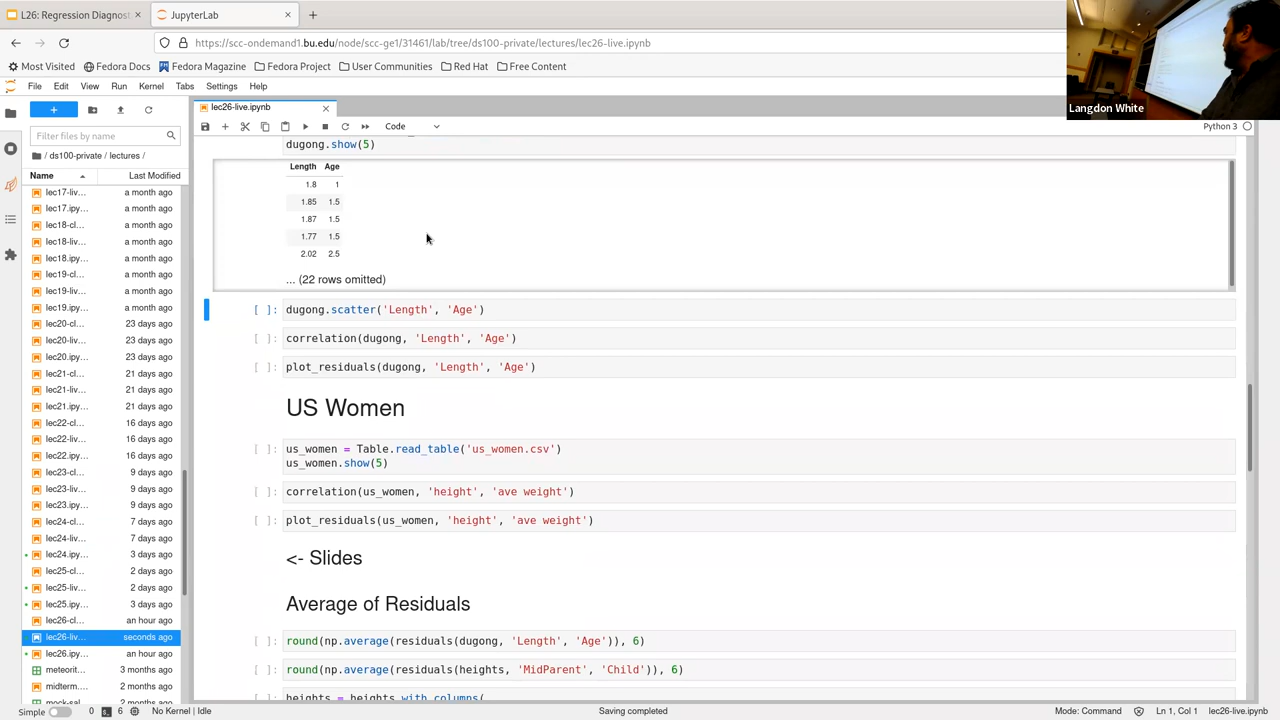 L26: Regression Diagnost
JupyterLab
https://scc-ondemand1.bu.edu/node/scc-ge1/31461/lab/tree/ds100-private/lectures/lec26-live.ipynb
Most Visited
Fedora Docs
Fedora Magazine
Fedora Project
User Communities
Red Hat
Free Content
Langdon White
File Edit View Run Kernel Tabs Settings Help
lec26-live.ipynb
Code
Python 3
Filter files by name
/ ds100-private / lectures /
Name Last Modified
lec17-liv... a month ago
lec17.ipy... a month ago
lec18-cl... a month ago
lec18-liv... a month ago
lec18.ipy... a month ago
lec19-cl... a month ago
lec19-liv... a month ago
lec19.ipy... a month ago
lec20-cl... 23 days ago
lec20-liv... 23 days ago
lec20.ipy... 23 days ago
lec21-cl... 21 days ago
lec21-liv... 21 days ago
lec21.ipy... 21 days ago
lec22-cl... 16 days ago
lec22-liv... 16 days ago
lec22.ipy... 16 days ago
lec23-cl... 9 days ago
lec23-liv... 9 days ago
lec23.ipy... 9 days ago
lec24-cl... 7 days ago
lec24-liv... 7 days ago
lec24.ipy... 3 days ago
lec25-cl... 2 days ago
lec25-liv... 2 days ago
lec25.ipy... 3 days ago
lec26-cl... an hour ago
lec26-liv... seconds ago
lec26.ipy... an hour ago
meteorit... 3 months ago
midterm.... 2 months ago
mock-sal... 2 months ago
dugong.show(5)
Length Age
1.8 1
1.85 1.5
1.87 1.5
1.77 1.5
2.02 2.5
... (22 rows omitted)
[ ]: dugong.scatter('Length', 'Age')
[ ]: correlation(dugong, 'Length', 'Age')
[ ]: plot_residuals(dugong, 'Length', 'Age')
US Women
[ ]: us_women = Table.read_table('us_women.csv')
us_women.show(5)
[ ]: correlation(us_women, 'height', 'ave weight')
[ ]: plot_residuals(us_women, 'height', 'ave weight')
<- Slides
Average of Residuals
[ ]: round(np.average(residuals(dugong, 'Length', 'Age')), 6)
[ ]: round(np.average(residuals(heights, 'MidParent', 'Child')), 6)
[ ]: heights = heights.with_columns(
Simple 0 6 No Kernel | Idle
Saving completed
Mode: Command
Ln 1, Col 1
lec26-live.ipynb